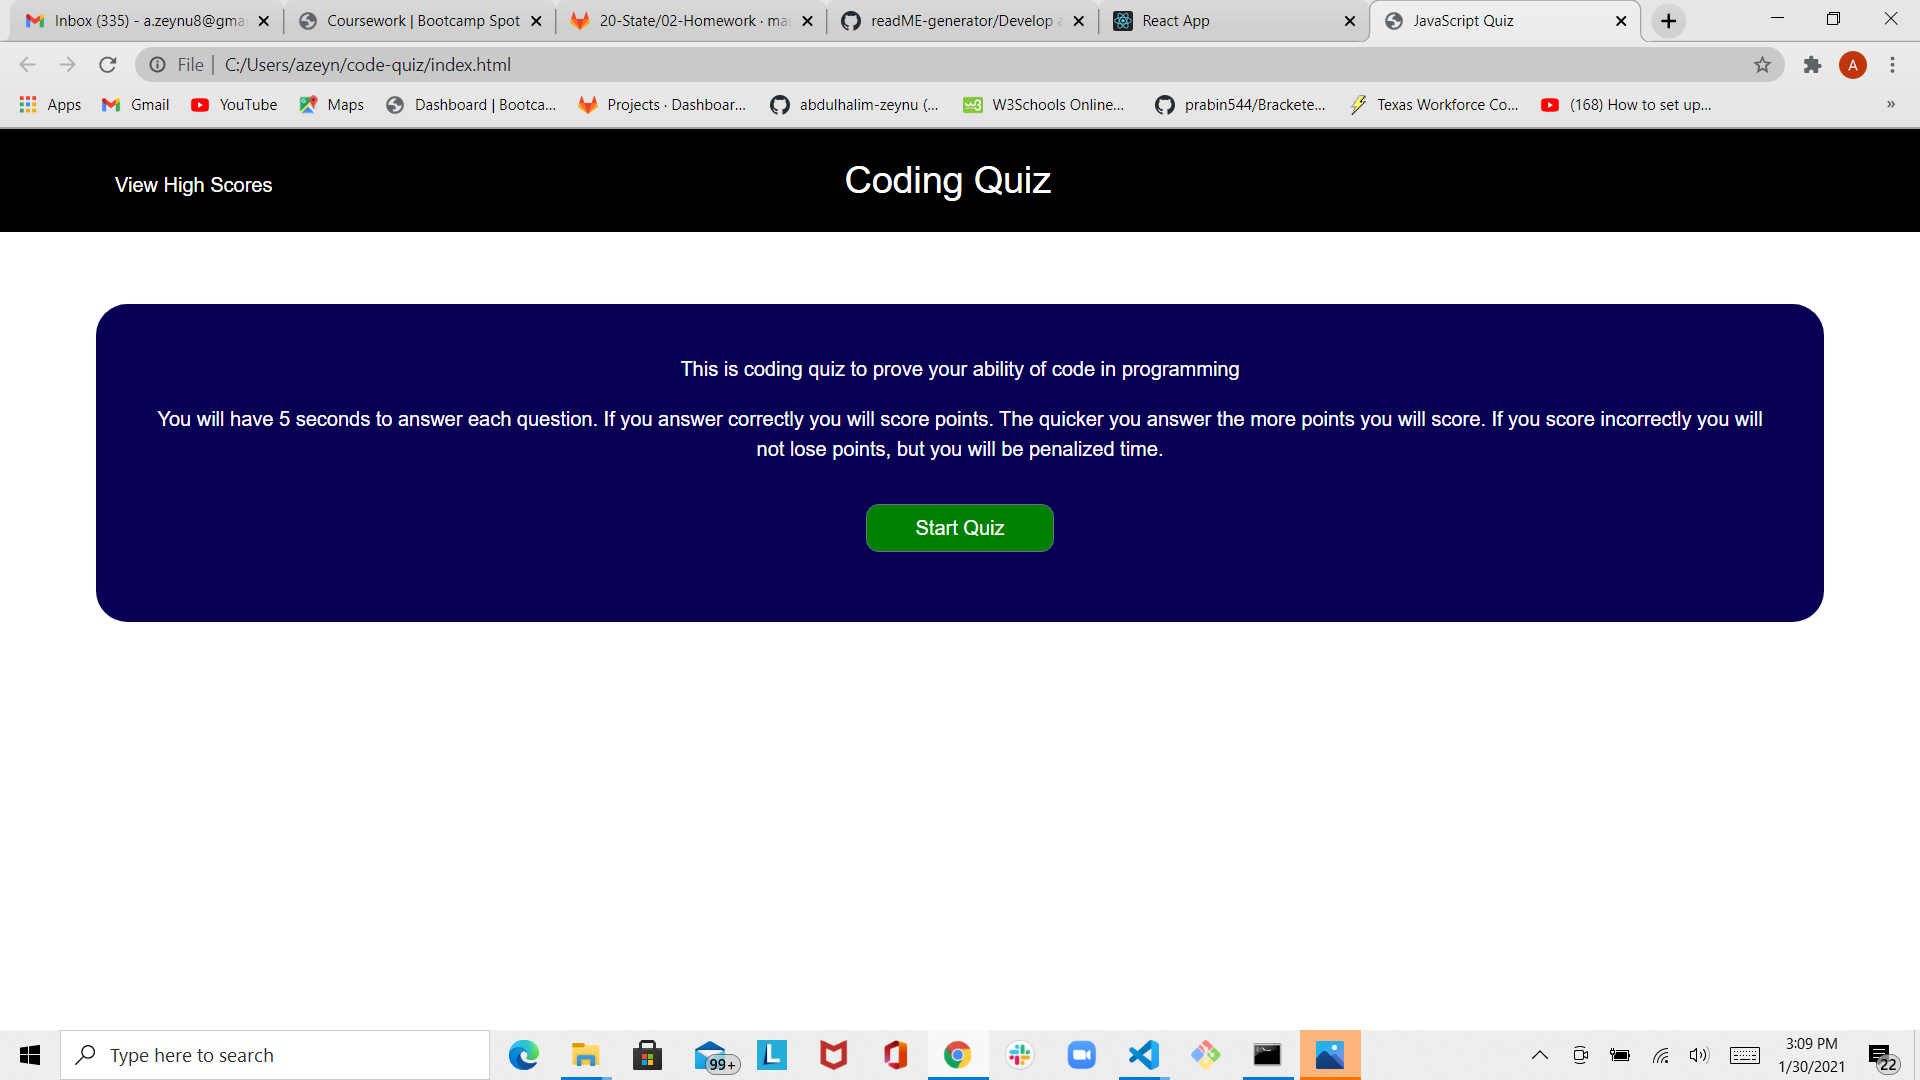 Inbox (335) - a.zeynu8@gmai
Coursework | Bootcamp Spot
20-State/02-Homework · mas
readME-generator/Develop a
React App
JavaScript Quiz
File | C:/Users/azeyn/code-quiz/index.html
A
Apps
Gmail
YouTube
Maps
Dashboard | Bootca...
Projects · Dashboar...
abdulhalim-zeynu (...
W3Schools Online...
prabin544/Brackete...
Texas Workforce Co...
(168) How to set up...
»
View High Scores
Coding Quiz
This is coding quiz to prove your ability of code in programming
You will have 5 seconds to answer each question. If you answer correctly you will score points. The quicker you answer the more points you will score. If you score incorrectly you will
not lose points, but you will be penalized time.
Start Quiz
Type here to search
99+
L
3:09 PM
1/30/2021
22